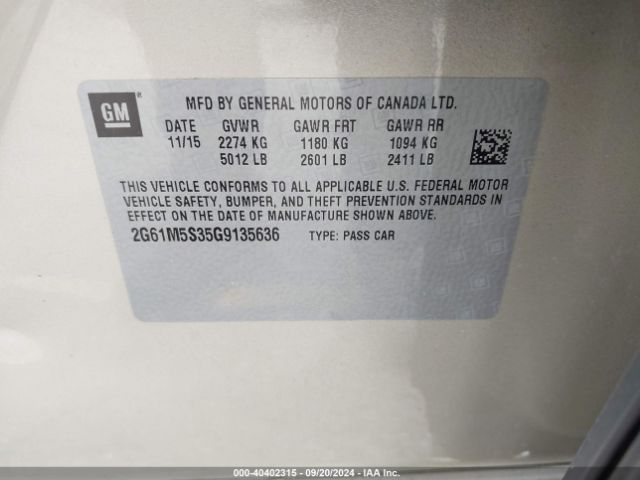 GM ®
MFD BY GENERAL MOTORS OF CANADA LTD.
DATE GVWR GAWR FRT GAWR RR
11/15 2274 KG 1180 KG 1094 KG
5012 LB 2601 LB 2411 LB
THIS VEHICLE CONFORMS TO ALL APPLICABLE U.S. FEDERAL MOTOR
VEHICLE SAFETY, BUMPER, AND THEFT PREVENTION STANDARDS
IN EFFECT ON THE DATE OF MANUFACTURE SHOWN ABOVE.
2G61M5S35G9135636 TYPE: PASS CAR
000-40402315 - 09/20/2024 - IAA Inc.